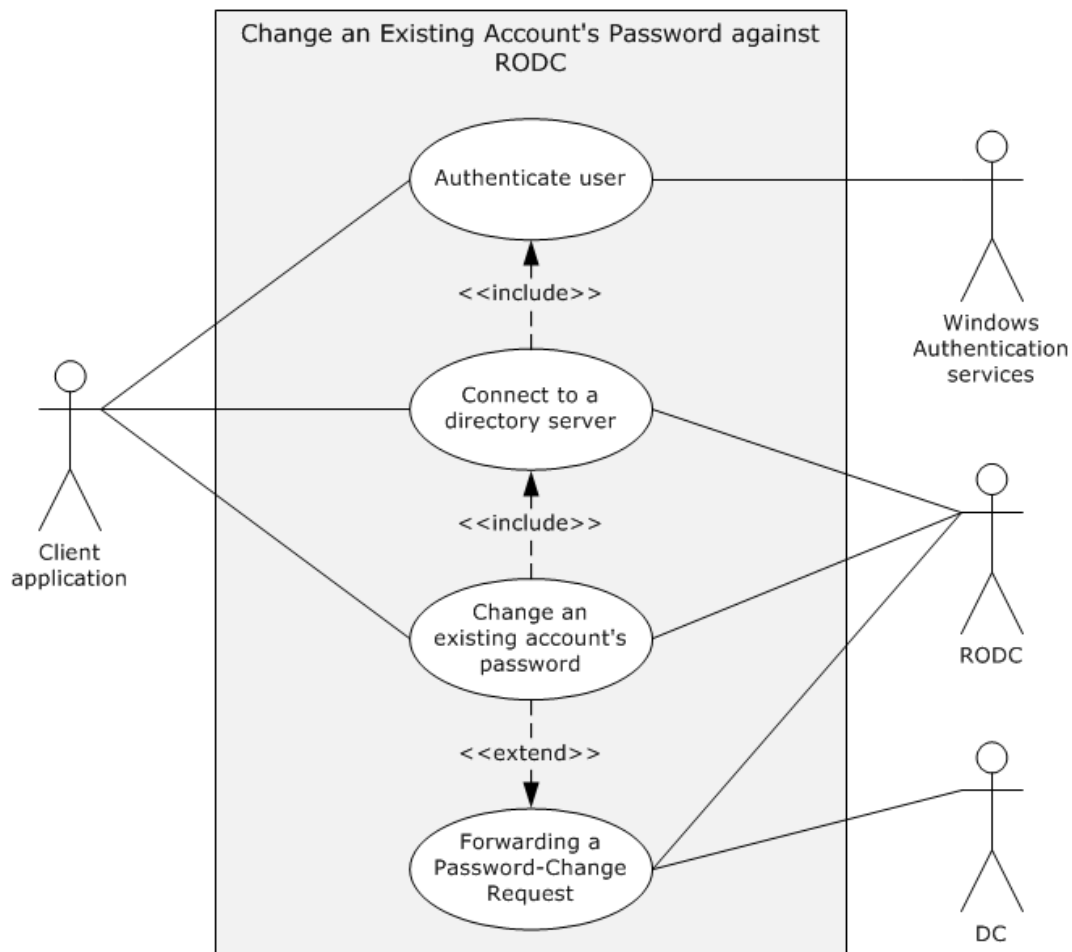 Change an Existing Account's Password against
RODC
Authenticate user
<<include>>
Windows
Authentication
services
Connect to a
directory server
<<include>>
Client
application
Change an
existing account's
password
RODC
<<extend>>
Forwarding a
Password-Change
Request
DC